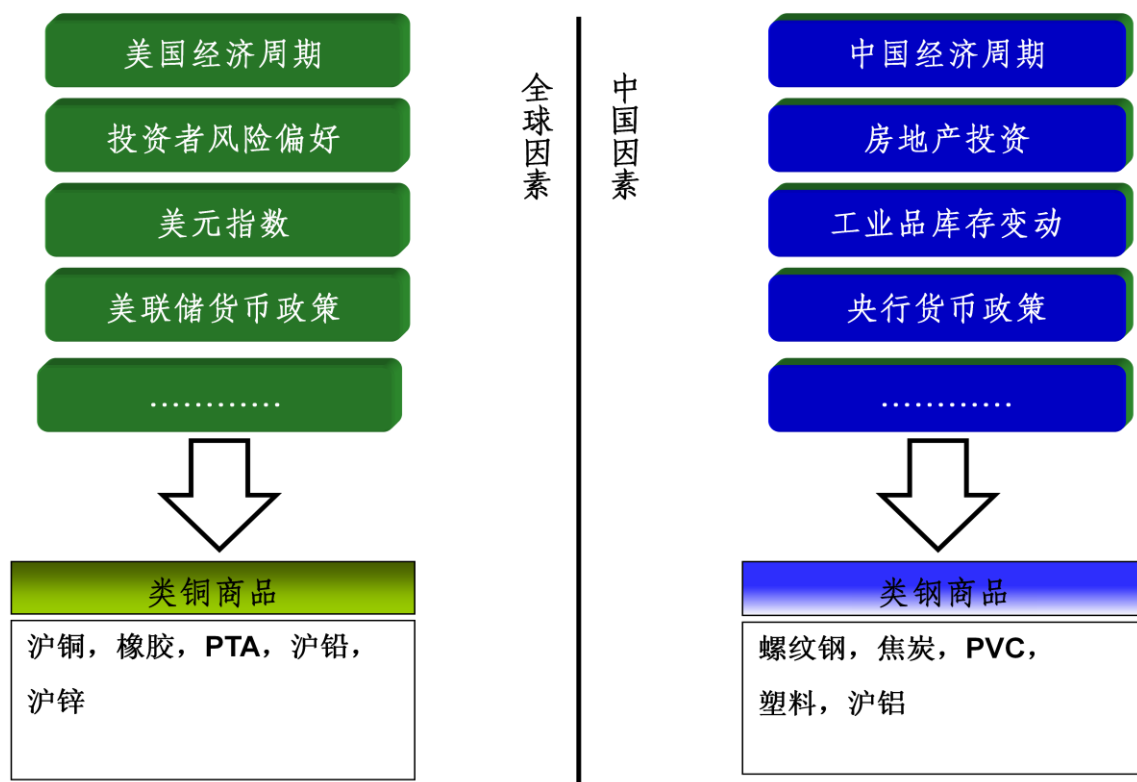 美国经济周期
投资者风险偏好
美元指数
美联储货币政策
…………
全球因素
类铜商品
沪铜，橡胶，PTA，沪铅，
沪锌
中国因素
中国经济周期
房地产投资
工业品库存变动
央行货币政策
…………
类钢商品
螺纹钢，焦炭，PVC，
塑料，沪铝